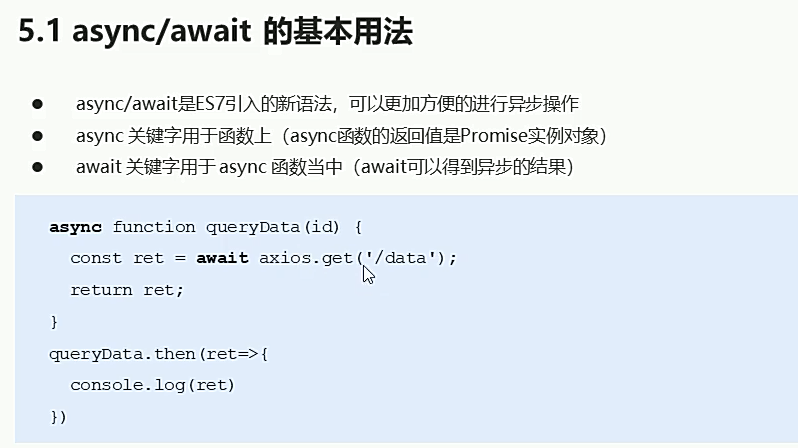 5.1 async/await 的基本用法
● async/await是ES7引入的新语法，可以更加方便的进行异步操作
● async 关键字用于函数上（async函数的返回值是Promise实例对象）
● await 关键字用于 async 函数当中（await可以得到异步的结果）
async function queryData(id) {
  const ret = await axios.get('/data');
  return ret;
}
queryData.then(ret=>{
  console.log(ret)
})